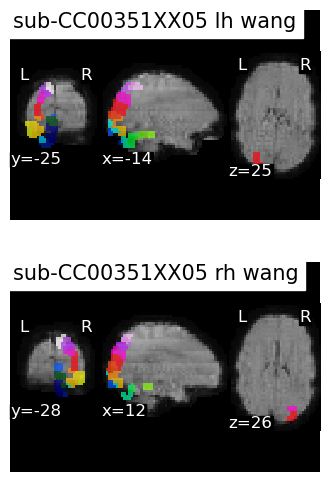 sub-CC00351XX05 lh wang
L R L R
y=-25 x=-14 z=25
sub-CC00351XX05 rh wang
L R L R
y=-28 x=12 z=26